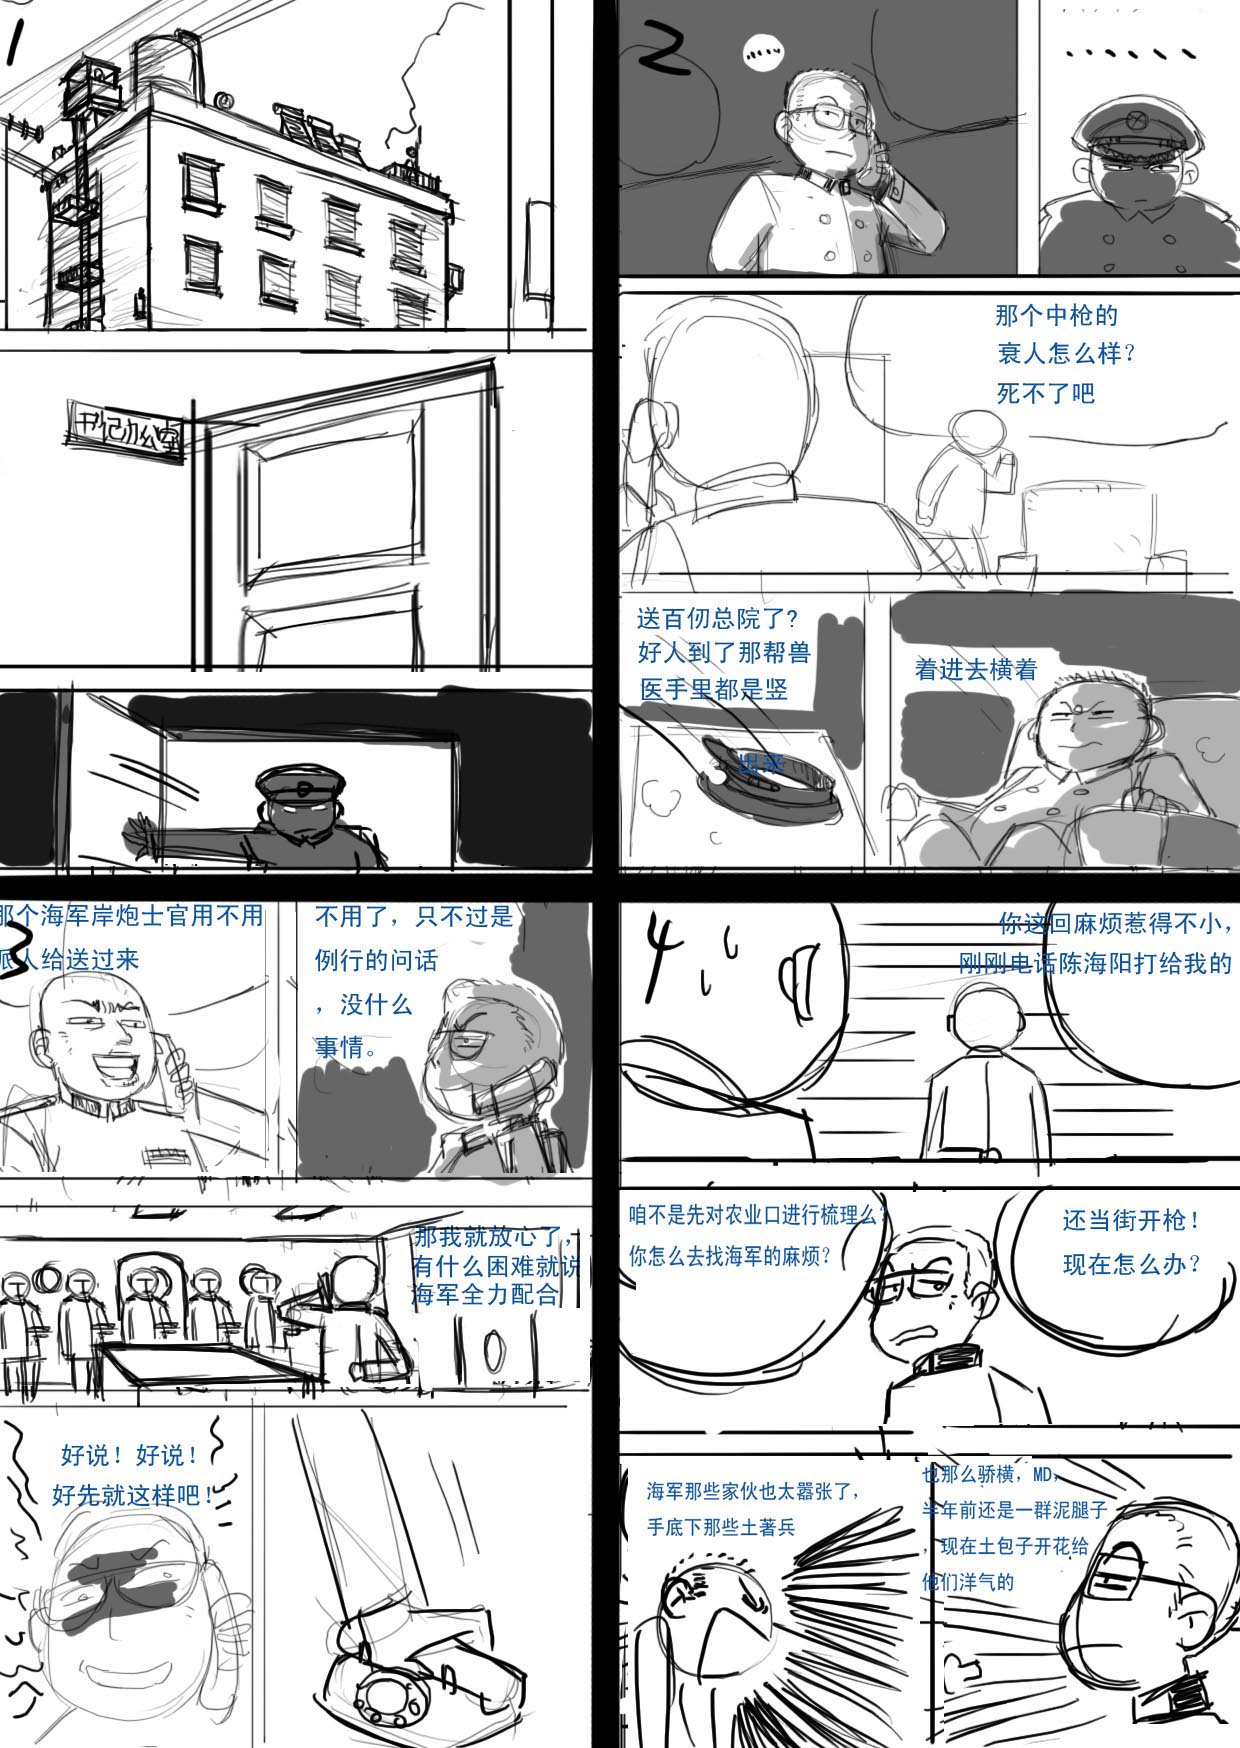 1
书记办公室
2
......
......
那个中枪的
衰人怎么样?
死不了吧
送百仞总院了?
好人到了那帮兽
医手里都是竖
出来
着进去横着
3
那个海军岸炮士官用不用
派人给送过来
不用了，只不过是
例行的问话
，没什么
事情。
那我就放心了，
有什么困难就说
海军全力配合
好说！好说！
好先就这样吧！
4
你这回麻烦惹得不小，
刚刚电话陈海阳打给我的
咱不是先对农业口进行梳理么?
你怎么去找海军的麻烦?
还当街开枪！
现在怎么办?
海军那些家伙也太嚣张了，
手底下那些土著兵
也那么骄横，MD，
半年前还是一群泥腿子
，现在土包子开花给
他们洋气的